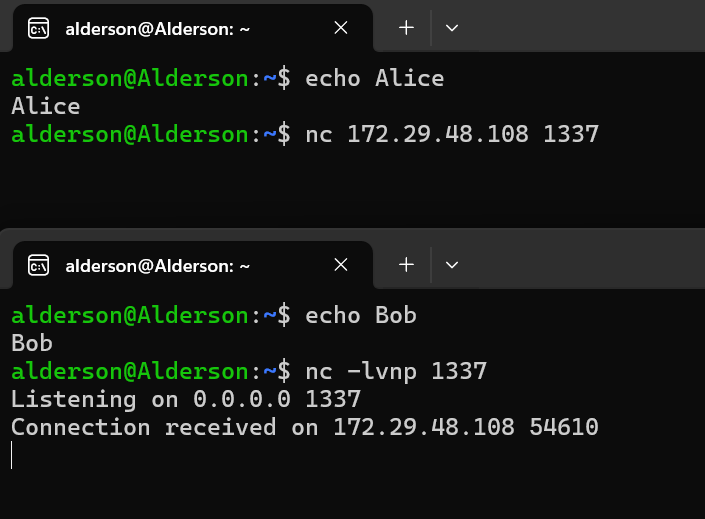 alderson@Alderson: ~
alderson@Alderson:~$ echo Alice
Alice
alderson@Alderson:~$ nc 172.29.48.108 1337
alderson@Alderson: ~
alderson@Alderson:~$ echo Bob
Bob
alderson@Alderson:~$ nc -lvnp 1337
Listening on 0.0.0.0 1337
Connection received on 172.29.48.108 54610